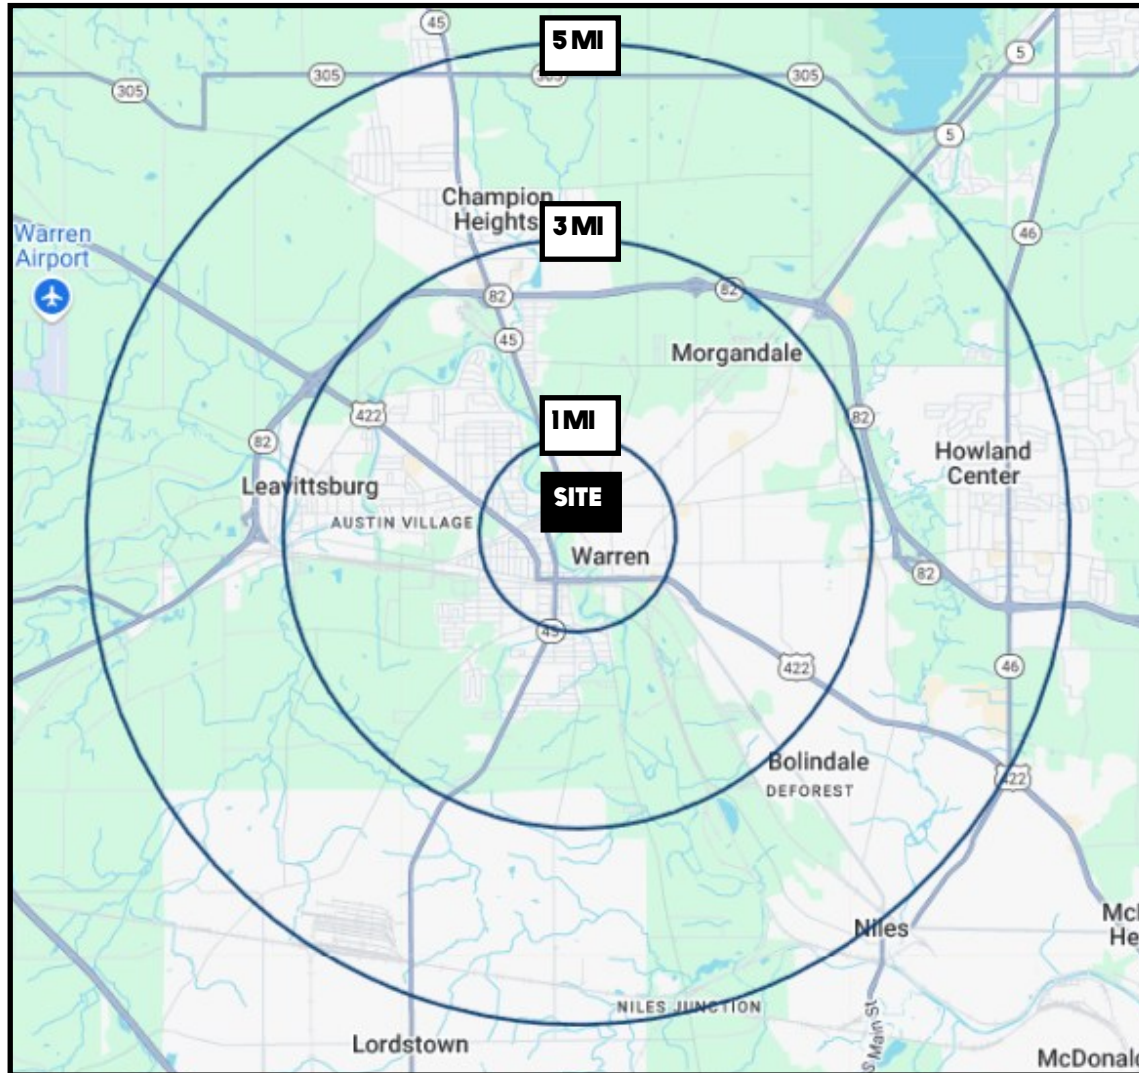 45
5 MI
5
305
305
305
305
5
Champion
Heights
3 MI
46
Warren
Airport
82
82
45
Morgandale
1 MI
422
82
82
Howland
Center
Leavittsburg
SITE
AUSTIN VILLAGE
Warren
82
45
422
46
Bolindale
DEFOREST
422
Niles
NILES JUNCTION
S Main St
Lordstown
McDonald